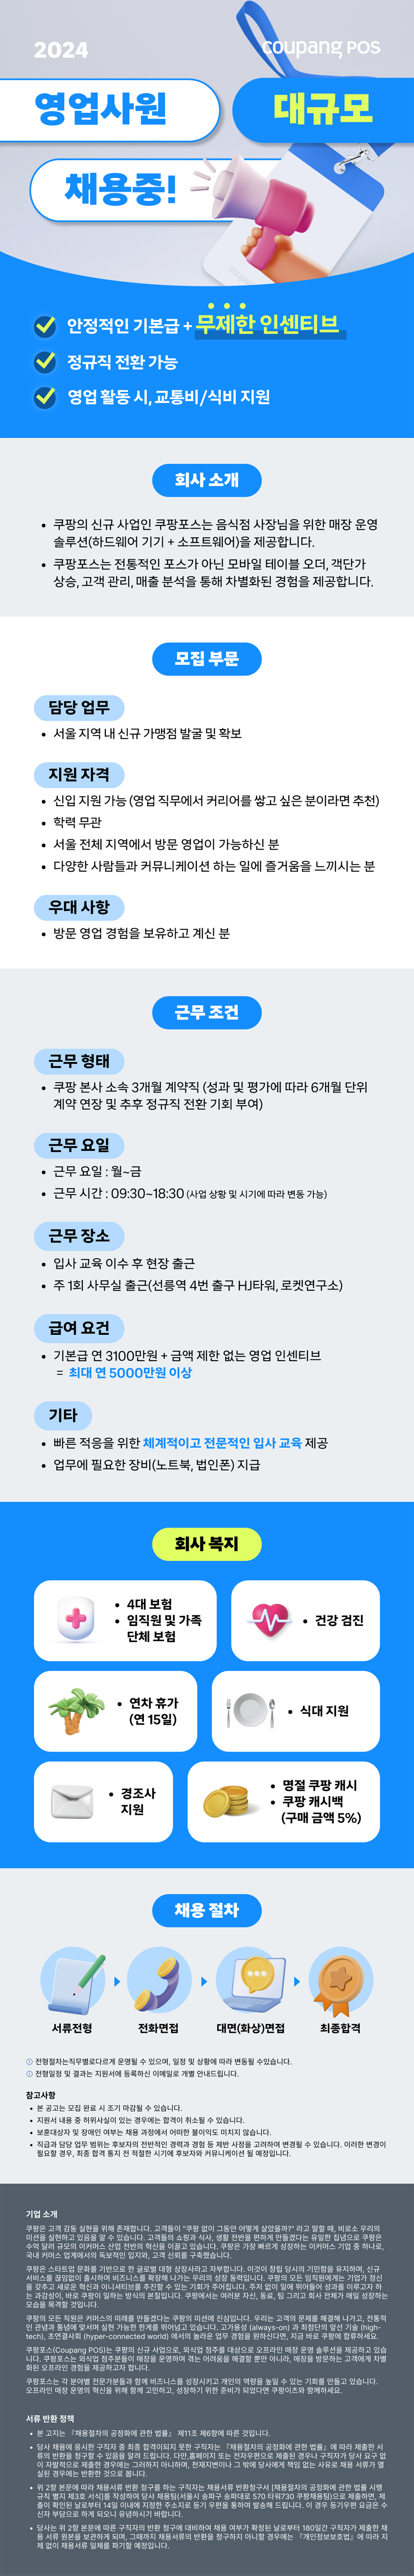 2024
coupang POS
영업사원
대규모
채용중!
안정적인 기본급 + 무제한 인센티브
정규직 전환 가능
영업 활동 시, 교통비/식비 지원
회사 소개
• 쿠팡의 신규 사업인 쿠팡포스는 음식점 사장님을 위한 매장 운영
솔루션(하드웨어 기기 + 소프트웨어)을 제공합니다.
• 쿠팡포스는 전통적인 포스가 아닌 모바일 테이블 오더, 객단가
상승, 고객 관리, 매출 분석을 통해 차별화된 경험을 제공합니다.
모집 부문
담당 업무
• 서울 지역 내 신규 가맹점 발굴 및 확보
지원 자격
• 신입 지원 가능 (영업 직무에서 커리어를 쌓고 싶은 분이라면 추천)
• 학력 무관
• 서울 전체 지역에서 방문 영업이 가능하신 분
• 다양한 사람들과 커뮤니케이션 하는 일에 즐거움을 느끼시는 분
우대 사항
• 방문 영업 경험을 보유하고 계신 분
근무 조건
근무 형태
• 쿠팡 본사 소속 3개월 계약직 (성과 및 평가에 따라 6개월 단위
계약 연장 및 추후 정규직 전환 기회 부여)
근무 요일
• 근무 요일 : 월~금
• 근무 시간 : 09:30~18:30 (사업 상황 및 시기에 따라 변동 가능)
근무 장소
• 입사 교육 이수 후 현장 출근
• 주 1회 사무실 출근(선릉역 4번 출구 HJ타워, 로켓연구소)
급여 요건
• 기본급 연 3100만원 + 금액 제한 없는 영업 인센티브
= 최대 연 5000만원 이상
기타
• 빠른 적응을 위한 체계적이고 전문적인 입사 교육 제공
• 업무에 필요한 장비(노트북, 법인폰) 지급
회사 복지
• 4대 보험
• 임직원 및 가족
단체 보험
• 건강 검진
• 연차 휴가
(연 15일)
• 식대 지원
• 경조사
지원
• 명절 쿠팡 캐시
• 쿠팡 캐시백
(구매 금액 5%)
채용 절차
서류전형
전화면접
대면(화상)면접
최종합격
ⓘ 전형절차는직무별로다르게 운영될 수 있으며, 일정 및 상황에 따라 변동될 수있습니다.
ⓘ 전형일정 및 결과는 지원서에 등록하신 이메일로 개별 안내드립니다.
참고사항
• 본 공고는 모집 완료 시 조기 마감될 수 있습니다.
• 지원서 내용 중 허위사실이 있는 경우에는 합격이 취소될 수 있습니다.
• 보훈대상자 및 장애인 여부는 채용 과정에서 어떠한 불이익도 미치지 않습니다.
• 직급과 담당 업무 범위는 후보자의 전반적인 경력과 경험 등 제반 사정을 고려하여 변경될 수 있습니다. 이러한 변경이
필요할 경우, 최종 합격 통지 전 적절한 시기에 후보자와 커뮤니케이션 될 예정입니다.
기업 소개
쿠팡은 고객 감동 실현을 위해 존재합니다. 고객들이 "쿠팡 없이 그동안 어떻게 살았을까?" 라고 말할 때, 비로소 우리의
미션을 실현하고 있음을 알 수 있습니다. 고객들의 쇼핑과 식사, 생활 전반을 편하게 만들겠다는 유일한 집념으로 쿠팡은
수억 달러 규모의 이커머스 산업 전반의 혁신을 이끌고 있습니다. 쿠팡은 가장 빠르게 성장하는 이커머스 기업 중 하나로,
국내 커머스 업계에서의 독보적인 입지와, 고객 신뢰를 구축했습니다.
쿠팡은 스타트업 문화를 기반으로 한 글로벌 대형 상장사라고 자부합니다. 이것이 창립 당시의 기민함을 유지하며, 신규
서비스를 끊임없이 출시하며 비즈니스를 확장해 나가는 우리의 성장 동력입니다. 쿠팡의 모든 임직원에게는 기업가 정신
을 갖추고 새로운 혁신과 이니셔티브를 추진할 수 있는 기회가 주어집니다. 주저 없이 일에 뛰어들어 성과를 이루고자 하
는 과감성이, 바로 쿠팡이 일하는 방식의 본질입니다. 쿠팡에서는 여러분 자신, 동료, 팀 그리고 회사 전체가 매일 성장하는
모습을 목격할 것입니다.
쿠팡의 모든 직원은 커머스의 미래를 만들겠다는 쿠팡의 미션에 진심입니다. 우리는 고객의 문제를 해결해 나가고, 전통적
인 관념과 통념에 맞서며 실현 가능한 한계를 뛰어넘고 있습니다. 고가용성 (always-on) 과 최첨단의 앞선 기술 (high-
tech), 초연결사회 (hyper-connected world) 에서의 놀라운 업무 경험을 원하신다면, 지금 바로 쿠팡에 합류하세요.
쿠팡포스(Coupang POS)는 쿠팡의 신규 사업으로, 외식업 점주를 대상으로 오프라인 매장 운영 솔루션을 제공하고 있습
니다. 쿠팡포스는 외식업 점주분들이 매장을 운영하며 겪는 어려움을 해결할 뿐만 아니라, 매장을 방문하는 고객에게 차별
화된 오프라인 경험을 제공하고자 합니다.
쿠팡포스는 각 분야별 전문가분들과 함께 비즈니스를 성장시키고 개인의 역량을 높일 수 있는 기회를 만들고 있습니다.
오프라인 매장 운영의 혁신을 위해 함께 고민하고, 성장하기 위한 준비가 되었다면 쿠팡이츠와 함께하세요.
서류 반환 정책
• 본 고지는 『채용절차의 공정화에 관한 법률』 제11조 제6항에 따른 것입니다.
• 당사 채용에 응시한 구직자 중 최종 합격이되지 못한 구직자는 『채용절차의 공정화에 관한 법률』에 따라 제출한 서
류의 반환을 청구할 수 있음을 알려 드립니다. 다만,홈페이지 또는 전자우편으로 제출된 경우나 구직자가 당사 요구 없
이 자발적으로 제출한 경우에는 그러하지 아니하며, 천재지변이나 그 밖에 당사에게 책임 없는 사유로 채용 서류가 멸
실된 경우에는 반환한 것으로 봅니다.
• 위 2항 본문에 따라 채용서류 반환 청구를 하는 구직자는 채용서류 반환청구서 [채용절차의 공정화에 관한 법률 시행
규칙 별지 제3호 서식]를 작성하여 당사 채용팀(서울시 송파구 송파대로 570 타워730 쿠팡채용팀)으로 제출하면, 제
출이 확인된 날로부터 14일 이내에 지정한 주소지로 등기 우편을 통하여 발송해 드립니다. 이 경우 등기우편 요금은 수
신자 부담으로 하게 되오니 유념하시기 바랍니다.
• 당사는 위 2항 본문에 따른 구직자의 반환 청구에 대비하여 채용 여부가 확정된 날로부터 180일간 구직자가 제출한 채
용 서류 원본을 보관하게 되며, 그때까지 채용서류의 반환을 청구하지 아니할 경우에는 『개인정보보호법』에 따라 지
체 없이 채용서류 일체를 파기할 예정입니다.